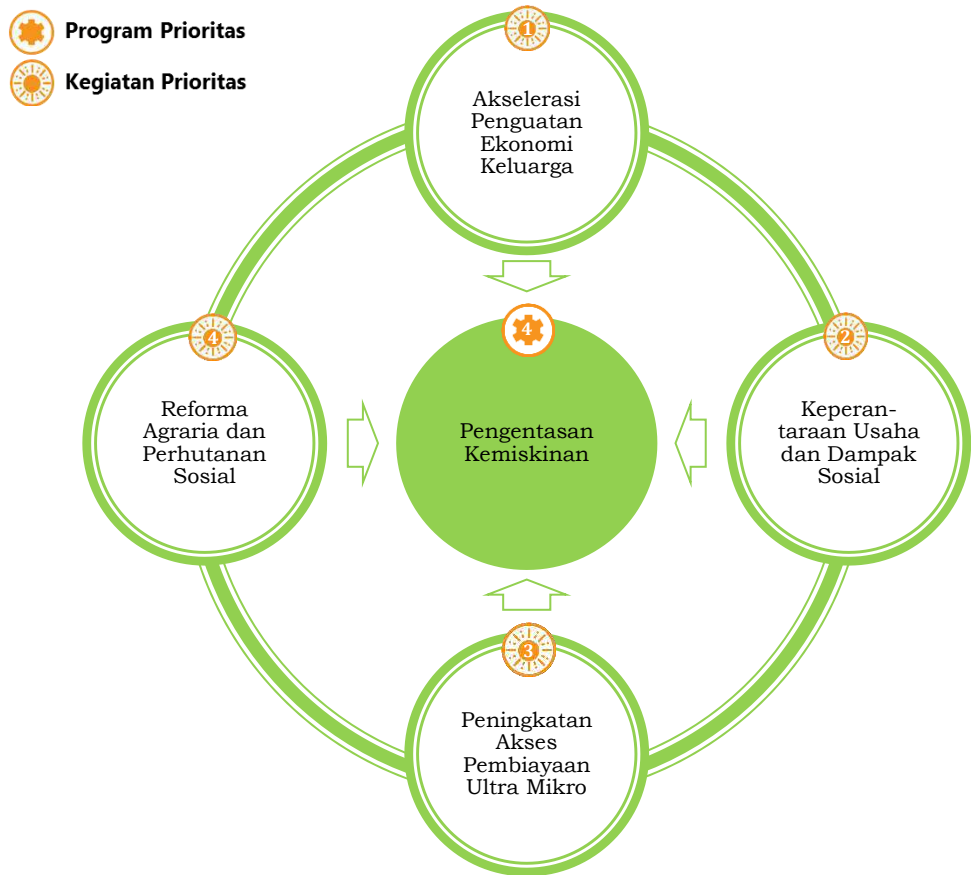 Program Prioritas
Kegiatan Prioritas
1
Akselerasi
Penguatan
Ekonomi
Keluarga
4
Reforma
Agraria dan
Perhutanan
Sosial
4
Pengentasan
Kemiskinan
2
Keperan-
taraan Usaha
dan Dampak
Sosial
3
Peningkatan
Akses
Pembiayaan
Ultra Mikro